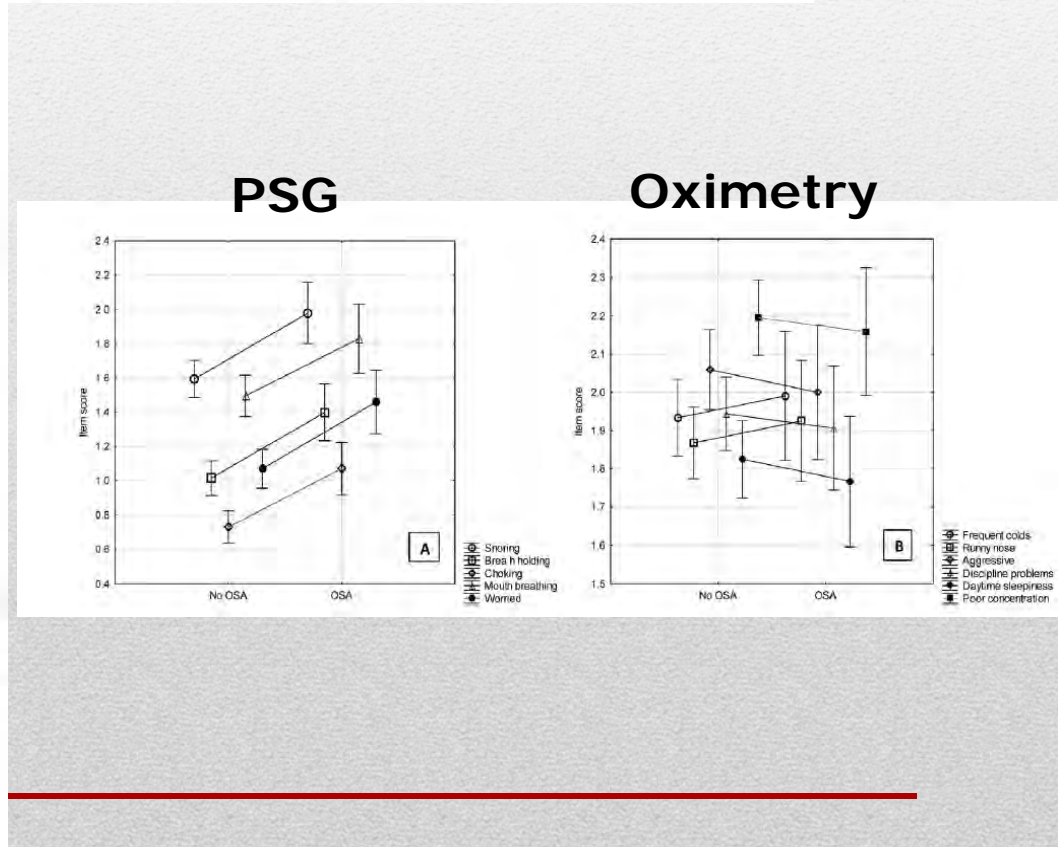 PSG
Oximetry
2.4
2.2
2.0
1.8
1.6
1.4
1.2
1.0
0.8
0.6
0.4
Item score
No OSA
OSA
A
Snoring
Brea h holding
Choking
Mouth breathing
Worried
2.4
2.3
2.2
2.1
2.0
1.9
1.8
1.7
1.6
1.5
Item score
No OSA
OSA
B
Frequent colds
Runny nose
Aggressive
Discipline problems
Daytime sleepiness
Poor concentration